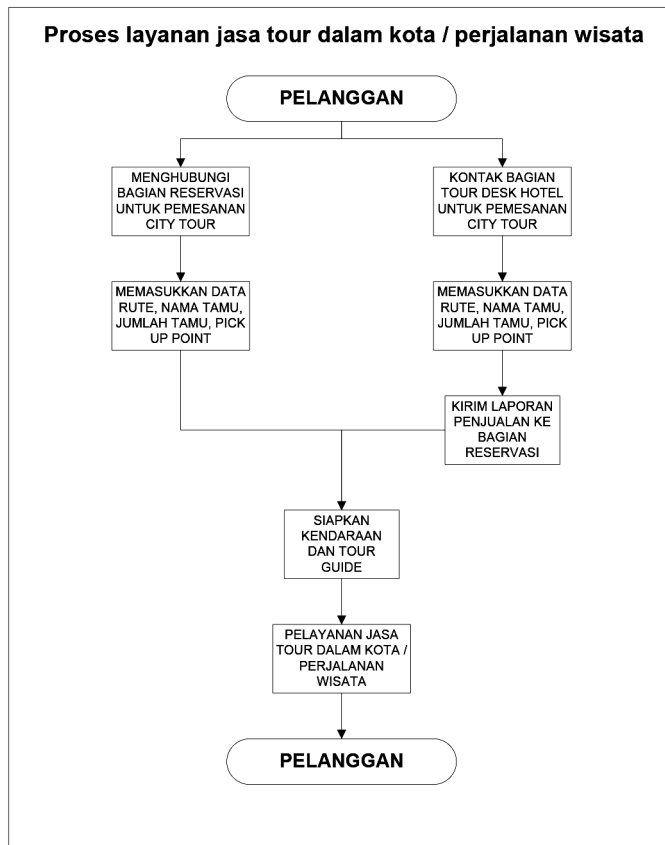 Proses layanan jasa tour dalam kota / perjalanan wisata
PELANGGAN
MENGHUBUNGI
BAGIAN RESERVASI
UNTUK PEMESANAN
CITY TOUR
KONTAK BAGIAN
TOUR DESK HOTEL
UNTUK PEMESANAN
CITY TOUR
MEMASUKKAN DATA
RUTE, NAMA TAMU,
JUMLAH TAMU, PICK
UP POINT
MEMASUKKAN DATA
RUTE, NAMA TAMU,
JUMLAH TAMU, PICK
UP POINT
KIRIM LAPORAN
PENJUALAN KE
BAGIAN
RESERVASI
SIAPKAN
KENDARAAN
DAN TOUR
GUIDE
PELAYANAN JASA
TOUR DALAM KOTA /
PERJALANAN
WISATA
PELANGGAN